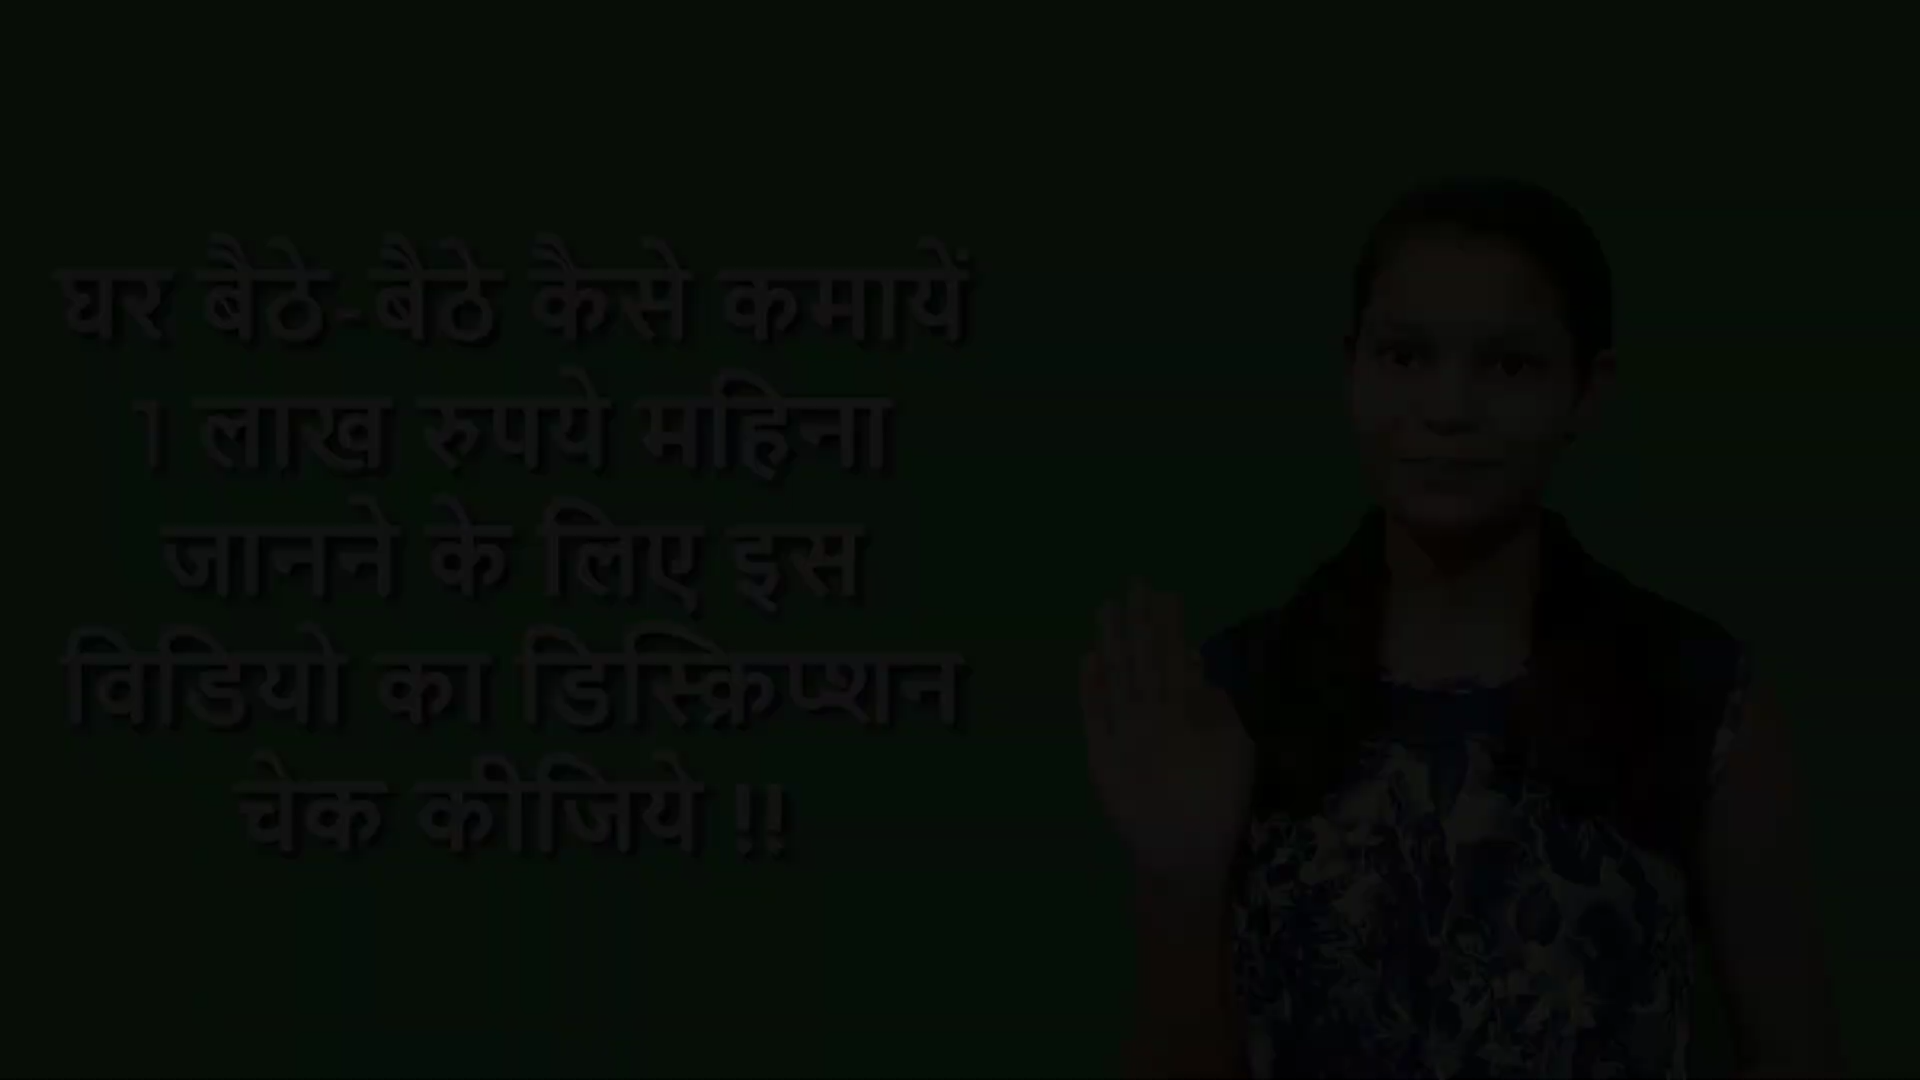 घर बैठे-बैठे कैसे कमायें
1 लाख रुपये महिना
जानने के लिए इस
विडियो का डिस्क्रिप्शन
चेक कीजिये !!